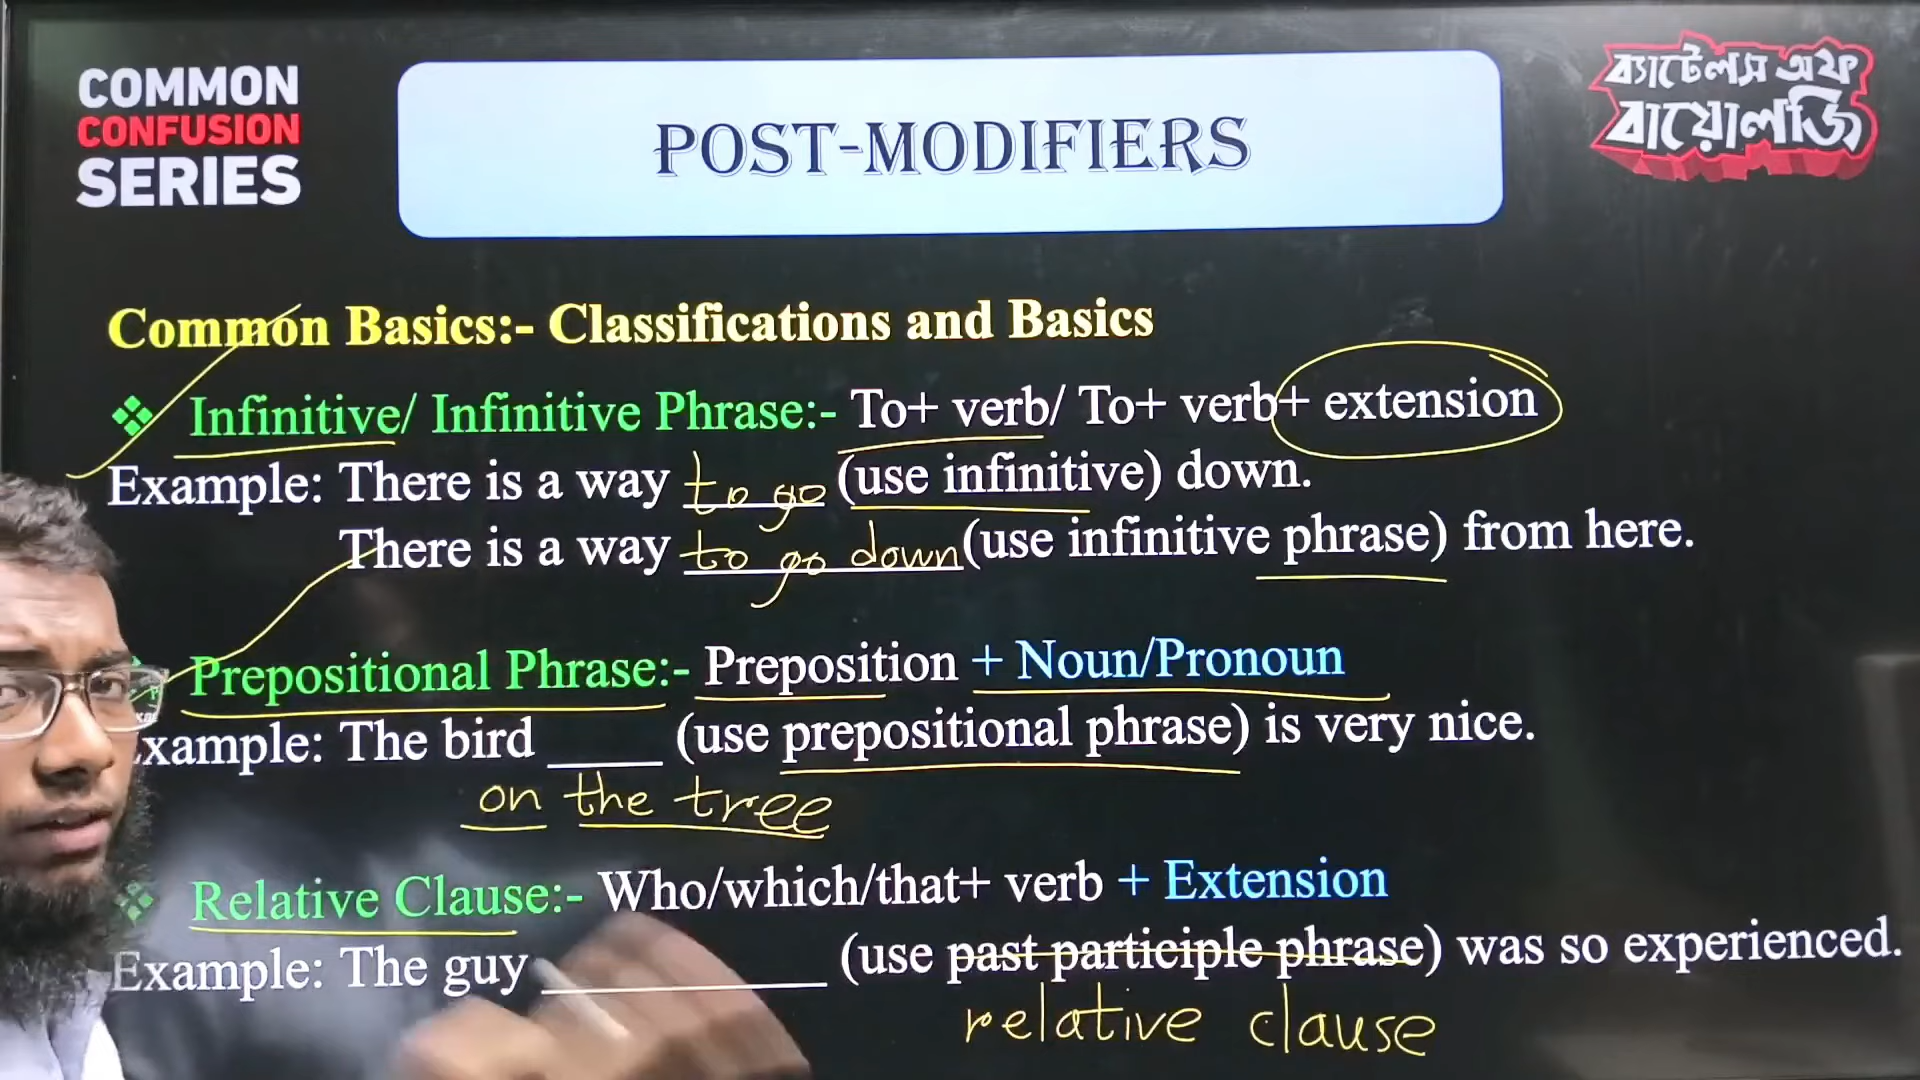 COMMON
CONFUSION
SERIES
POST-MODIFIERS
ব্যাটেলস অফ
বায়োলজি
Common Basics:- Classifications and Basics
❖ Infinitive/ Infinitive Phrase:- To+ verb/ To+ verb+ extension
Example: There is a way to go (use infinitive) down.
There is a way to go down (use infinitive phrase) from here.
Prepositional Phrase:- Preposition + Noun/Pronoun
xample: The bird _____ (use prepositional phrase) is very nice.
on the tree
❖ Relative Clause:- Who/which/that+ verb + Extension
Example: The guy __________ (use past participle phrase) was so experienced.
relative clause